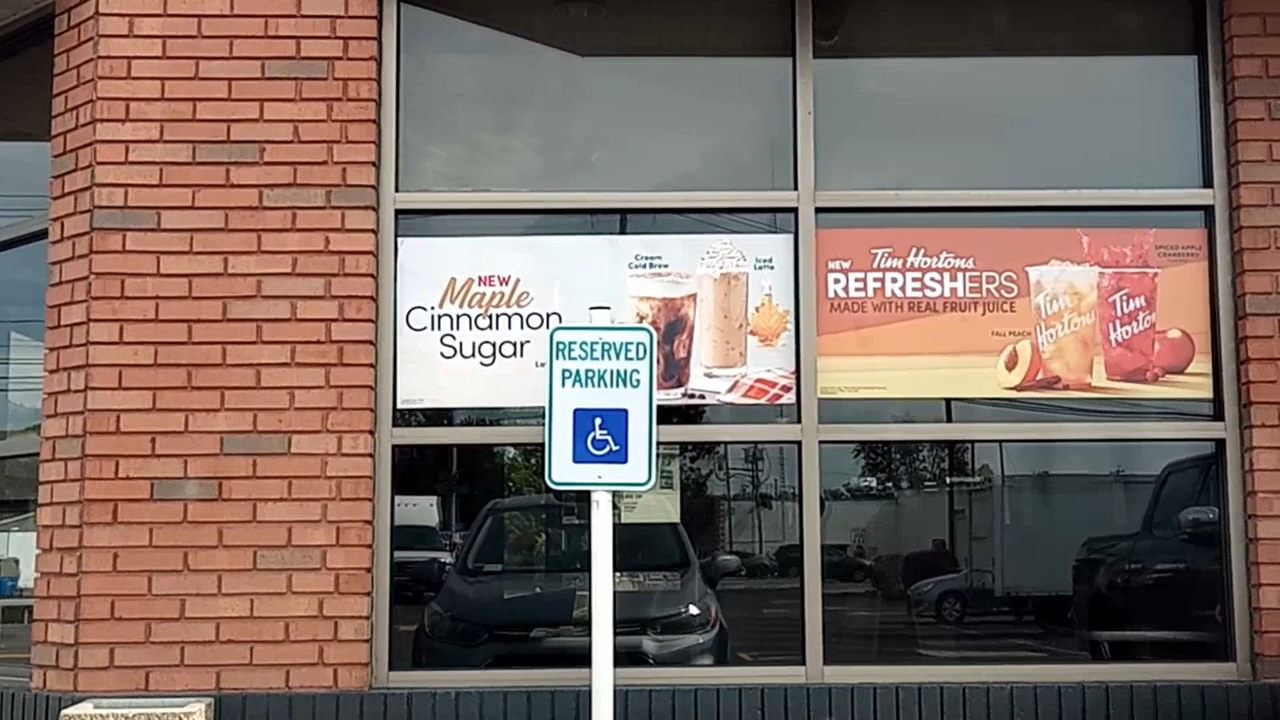 NEW
Maple
Cinnamon
Sugar
Cream
Cold Brew
Iced
Latte
RESERVED
PARKING
NEW
Tim Hortons
REFRESHERS
MADE WITH REAL FRUIT JUICE
SPICED APPLE
CRANBERRY
FALL PEACH
Tim
Hortons
Tim
Horton